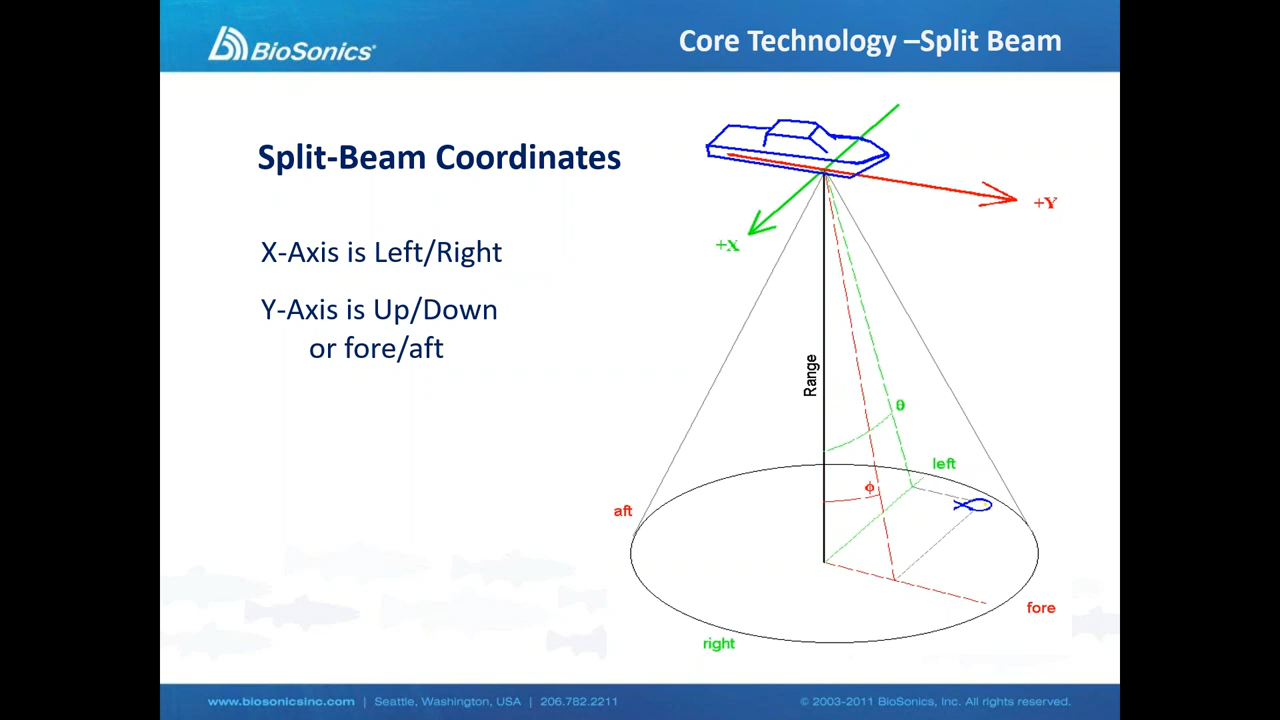 BioSonics®
Core Technology –Split Beam
Split-Beam Coordinates
X-Axis is Left/Right
Y-Axis is Up/Down
or fore/aft
+Y
+X
Range
θ
left
ϕ
aft
fore
right
www.biosonicsinc.com | Seattle, Washington, USA | 206.782.2211
© 2003-2011 BioSonics, Inc. All rights reserved.